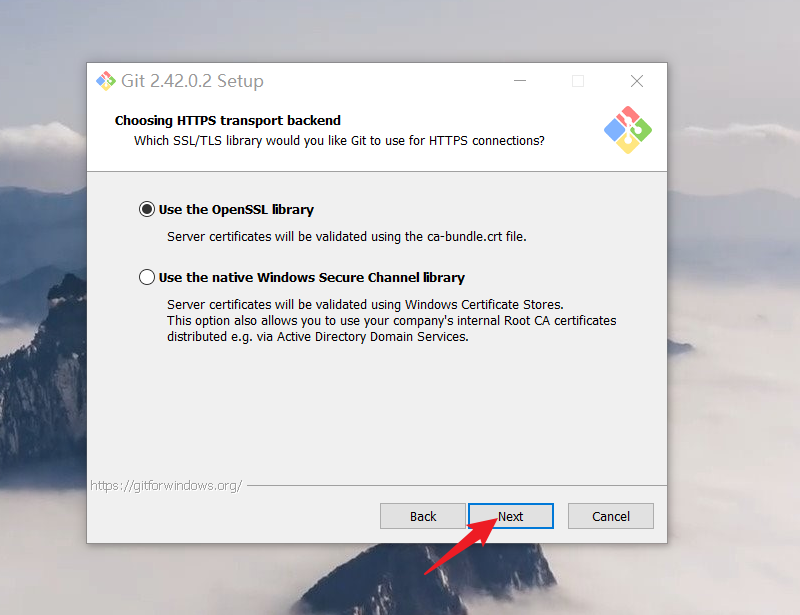 Git 2.42.0.2 Setup
Choosing HTTPS transport backend
Which SSL/TLS library would you like Git to use for HTTPS connections?
Use the OpenSSL library
Server certificates will be validated using the ca-bundle.crt file.
Use the native Windows Secure Channel library
Server certificates will be validated using Windows Certificate Stores.
This option also allows you to use your company's internal Root CA certificates
distributed e.g. via Active Directory Domain Services.
https://gitforwindows.org/
Back
Next
Cancel